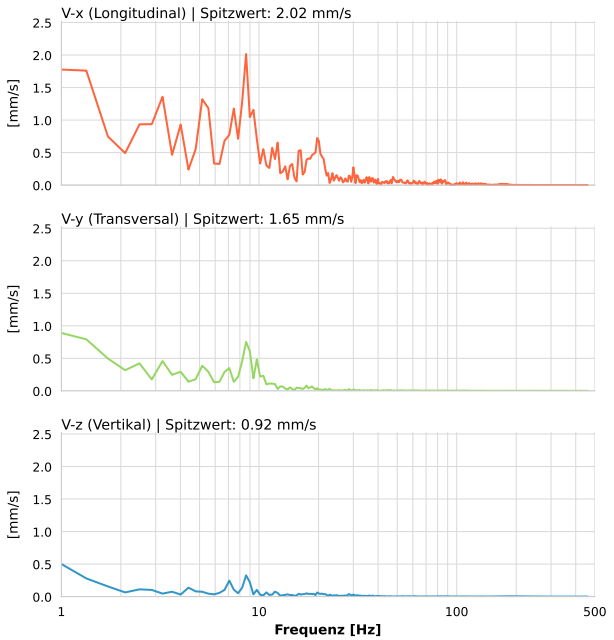 V-x (Longitudinal) | Spitzwert: 2.02 mm/s
2.5
2.0
1.5
1.0
0.5
0.0
[mm/s]
V-y (Transversal) | Spitzwert: 1.65 mm/s
2.5
2.0
1.5
1.0
0.5
0.0
[mm/s]
V-z (Vertikal) | Spitzwert: 0.92 mm/s
2.5
2.0
1.5
1.0
0.5
0.0
[mm/s]
1 10 100 500
Frequenz [Hz]